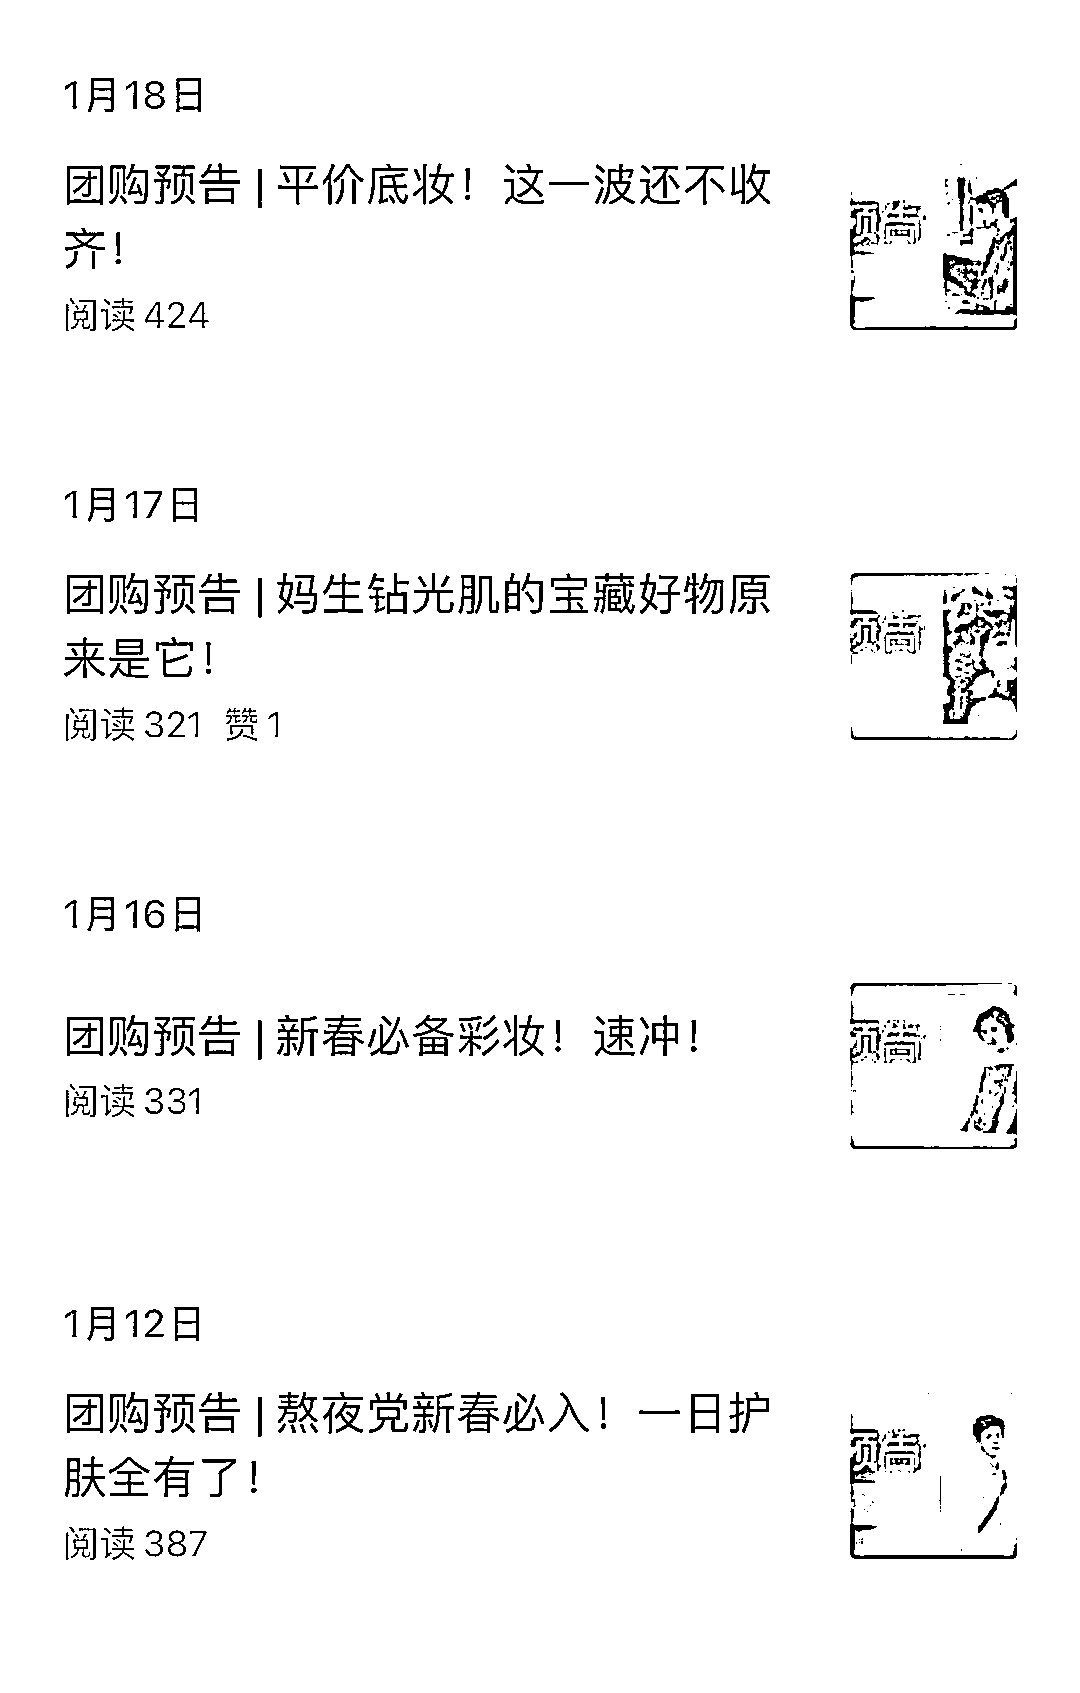 1月18日
团购预告 | 平价底妆！这一波还不收
齐！
阅读 424
预告
1月17日
团购预告 | 妈生钻光肌的宝藏好物原
来是它！
阅读 321 赞 1
预告
1月16日
团购预告 | 新春必备彩妆！速冲！
阅读 331
预告
1月12日
团购预告 | 熬夜党新春必入！一日护
肤全有了！
阅读 387
预告